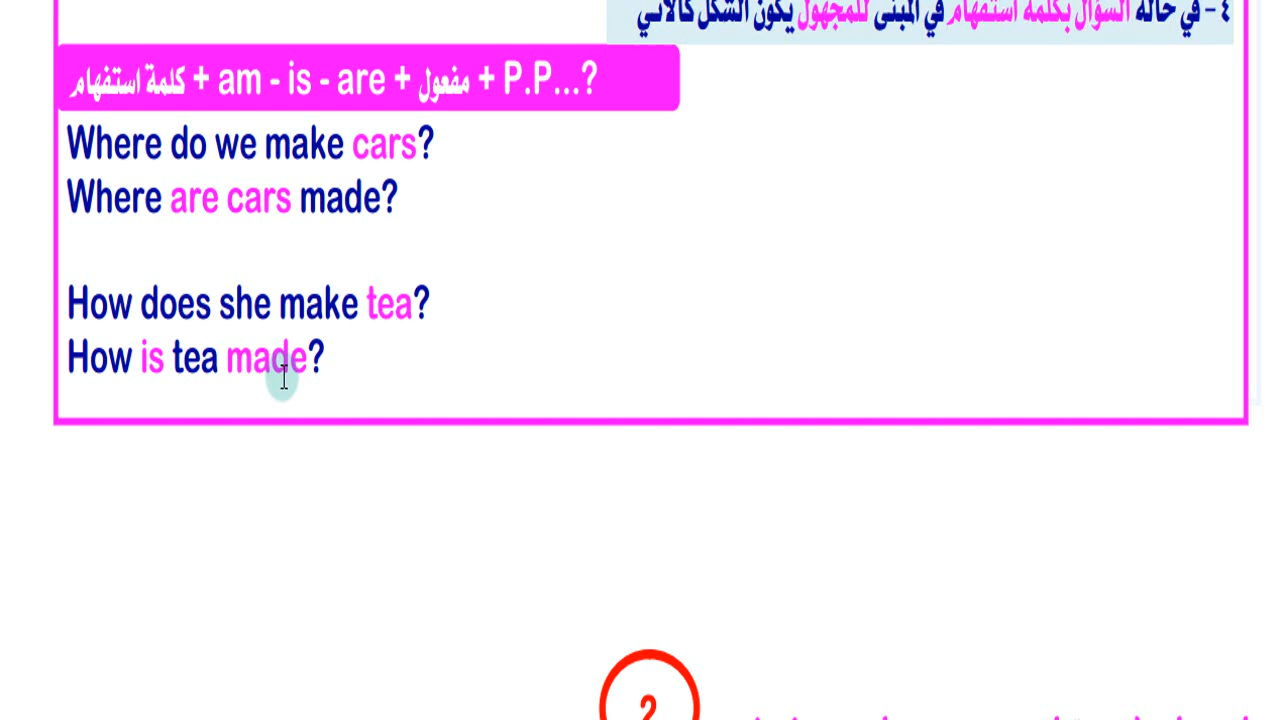 ٤ - في حالة السؤال بكلمة استفهام في المبنى للمجهول يكون الشكل كالآتي
كلمة استفهام + am - is - are + مفعول + P.P...?
Where do we make cars?
Where are cars made?
How does she make tea?
How is tea made?
2